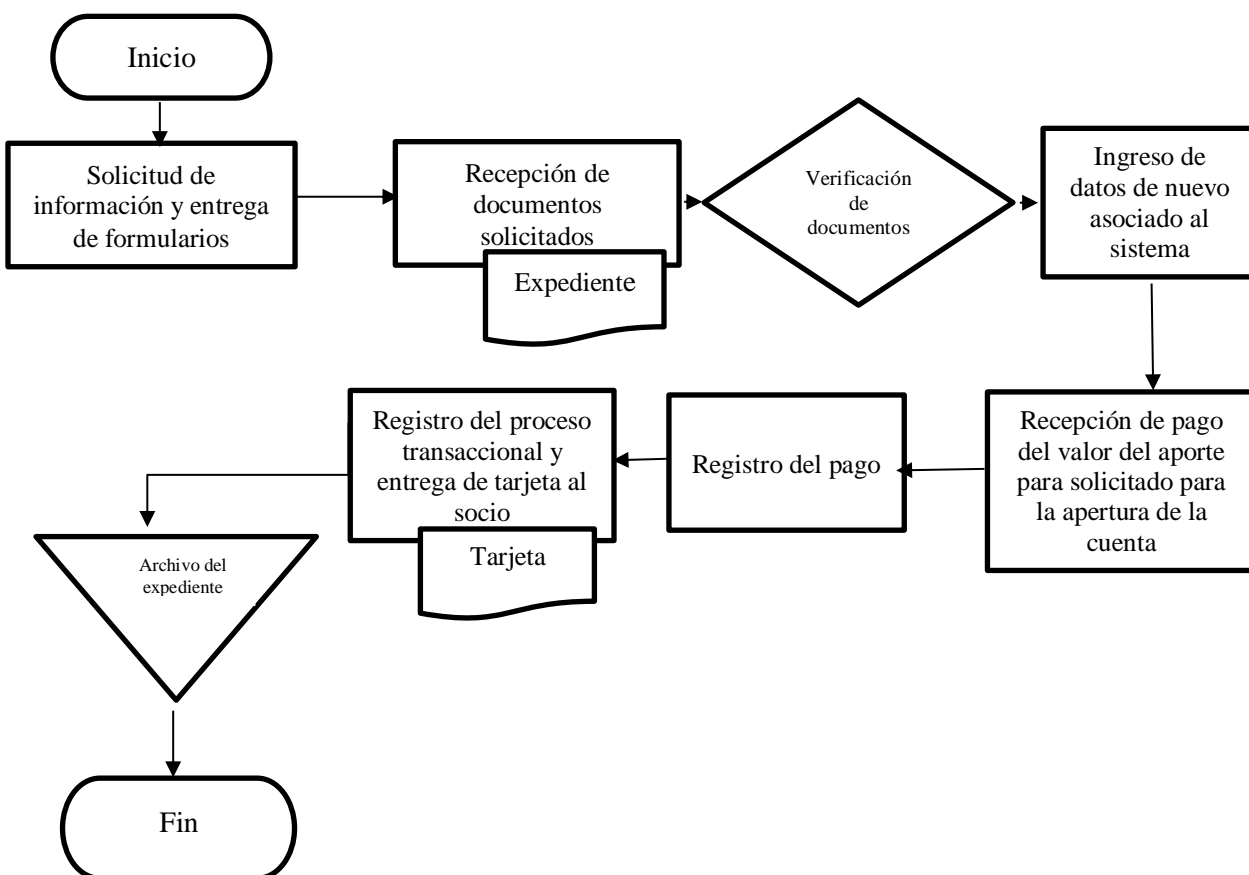 Inicio
Solicitud de
información y entrega
de formularios
Recepción de
documentos
solicitados
Expediente
Verificación
de
documentos
Ingreso de
datos de nuevo
asociado al
sistema
Recepción de pago
del valor del aporte
para solicitado para
la apertura de la
cuenta
Registro del pago
Registro del proceso
transaccional y
entrega de tarjeta al
socio
Tarjeta
Archivo del
expediente
Fin